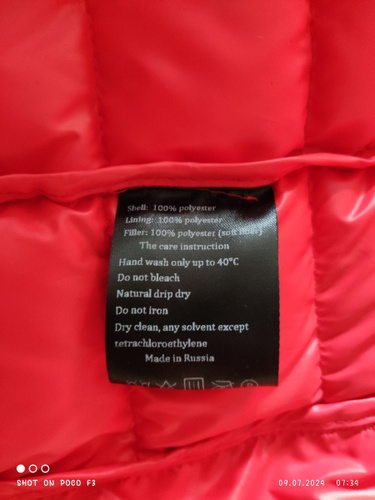 Shell: 100% polyester
Lining: 100% polyester
Filler: 100% polyester (soft fiber)
The care instruction
Hand wash only up to 40°C
Do not bleach
Natural drip dry
Do not iron
Dry clean, any solvent except
tetrachloroethylene
Made in Russia
SHOT ON POCO F3
09.07.2024 07:34